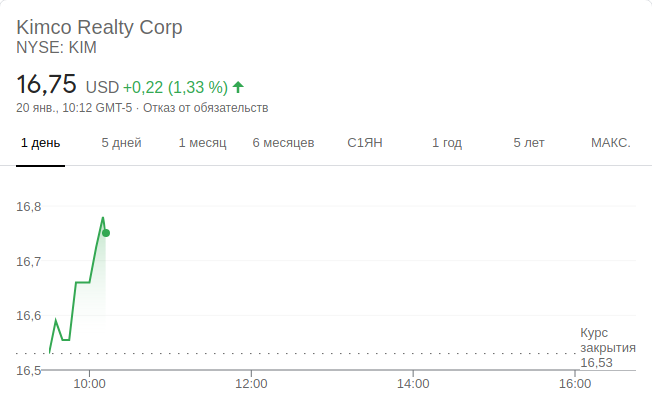 Kimco Realty Corp
NYSE: KIM
16,75 USD +0,22 (1,33 %)
20 янв., 10:12 GMT-5 · Отказ от обязательств
1 день 5 дней 1 месяц 6 месяцев С1ЯН 1 год 5 лет МАКС.
16,8
16,7
16,6
16,5
Курс
закрытия
16,53
10:00 12:00 14:00 16:00